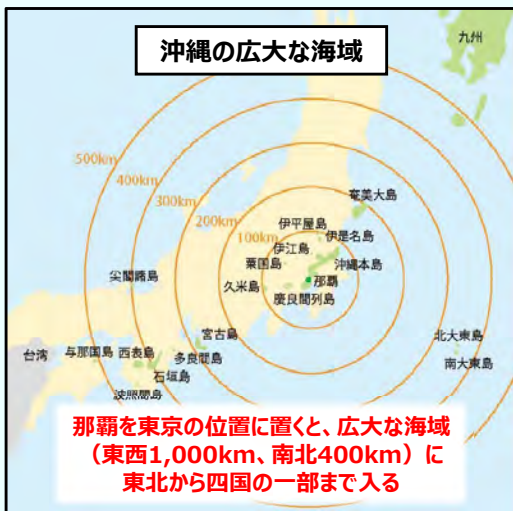 沖縄の広大な海域
九州
500km
400km
300km
200km
100km
奄美大島
伊平屋島
伊是名島
伊江島
粟国島
沖縄本島
尖閣諸島
久米島
那覇
慶良間列島
宮古島
北大東島
台湾
与那国島
西表島
多良間島
南大東島
石垣島
波照間島
那覇を東京の位置に置くと、広大な海域
（東西1,000km、南北400km）に
東北から四国の一部まで入る